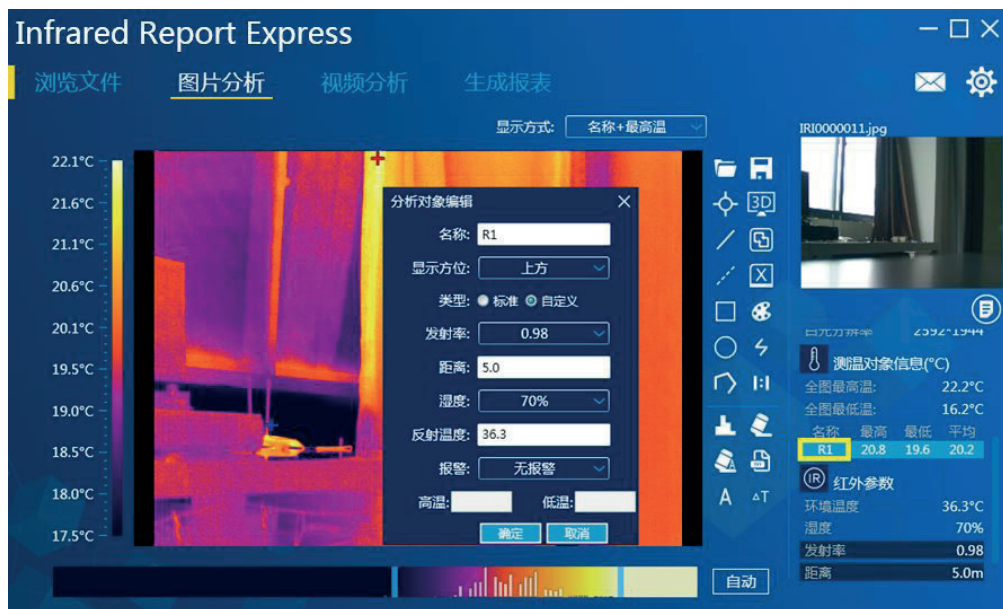 Infrared Report Express
浏览文件 图片分析 视频分析 生成报表
显示方式: 名称+最高温
22.1°C
21.6°C
21.1°C
20.6°C
20.1°C
19.5°C
19.0°C
18.5°C
18.0°C
17.5°C
分析对象编辑
名称: R1
显示方位: 上方
类型: 标准 自定义
发射率: 0.98
距离: 5.0
湿度: 70%
反射温度: 36.3
报警: 无报警
高温: 低温:
确定 取消
3D
X
1:1
A ΔT
自动
IRI0000011.jpg
2592*1944
测温对象信息(°C)
全图最高温: 22.2°C
全图最低温: 16.2°C
名称 最高 最低 平均
R1 20.8 19.6 20.2
IR 红外参数
环境温度 36.3°C
湿度 70%
发射率 0.98
距离 5.0m